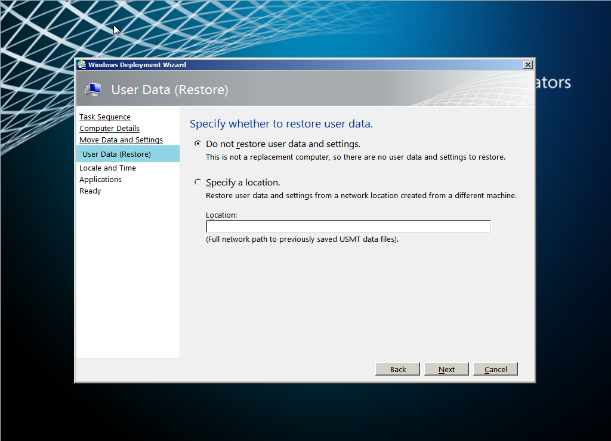 Windows Deployment Wizard
ators
User Data (Restore)
Task Sequence
Computer Details
Move Data and Settings
User Data (Restore)
Locale and Time
Applications
Ready
Specify whether to restore user data.
Do not restore user data and settings.
This is not a replacement computer, so there are no user data and settings to restore.
Specify a location.
Restore user data and settings from a network location created from a different machine.
Location:
(Full network path to previously saved USMT data files).
Back
Next
Cancel